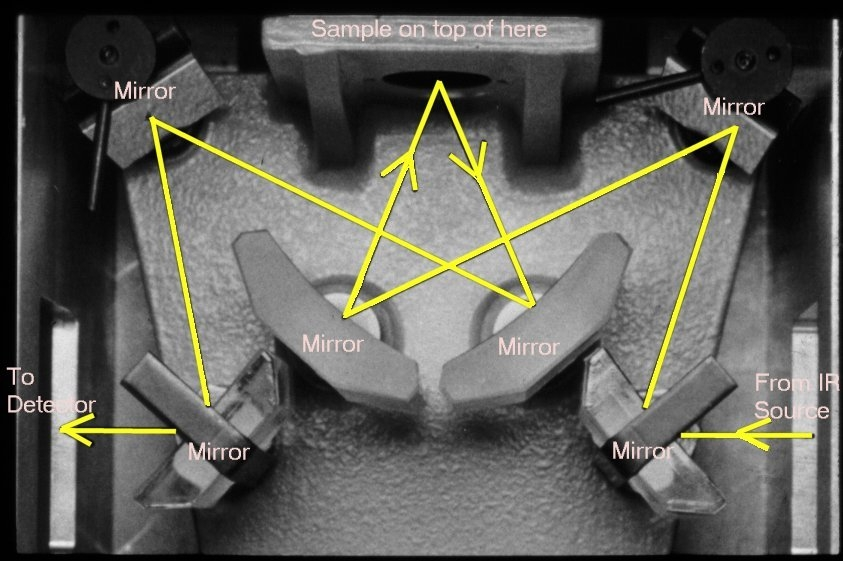 Sample on top of here
Mirror
Mirror
Mirror
Mirror
To
Detector
From IR
Source
Mirror
Mirror